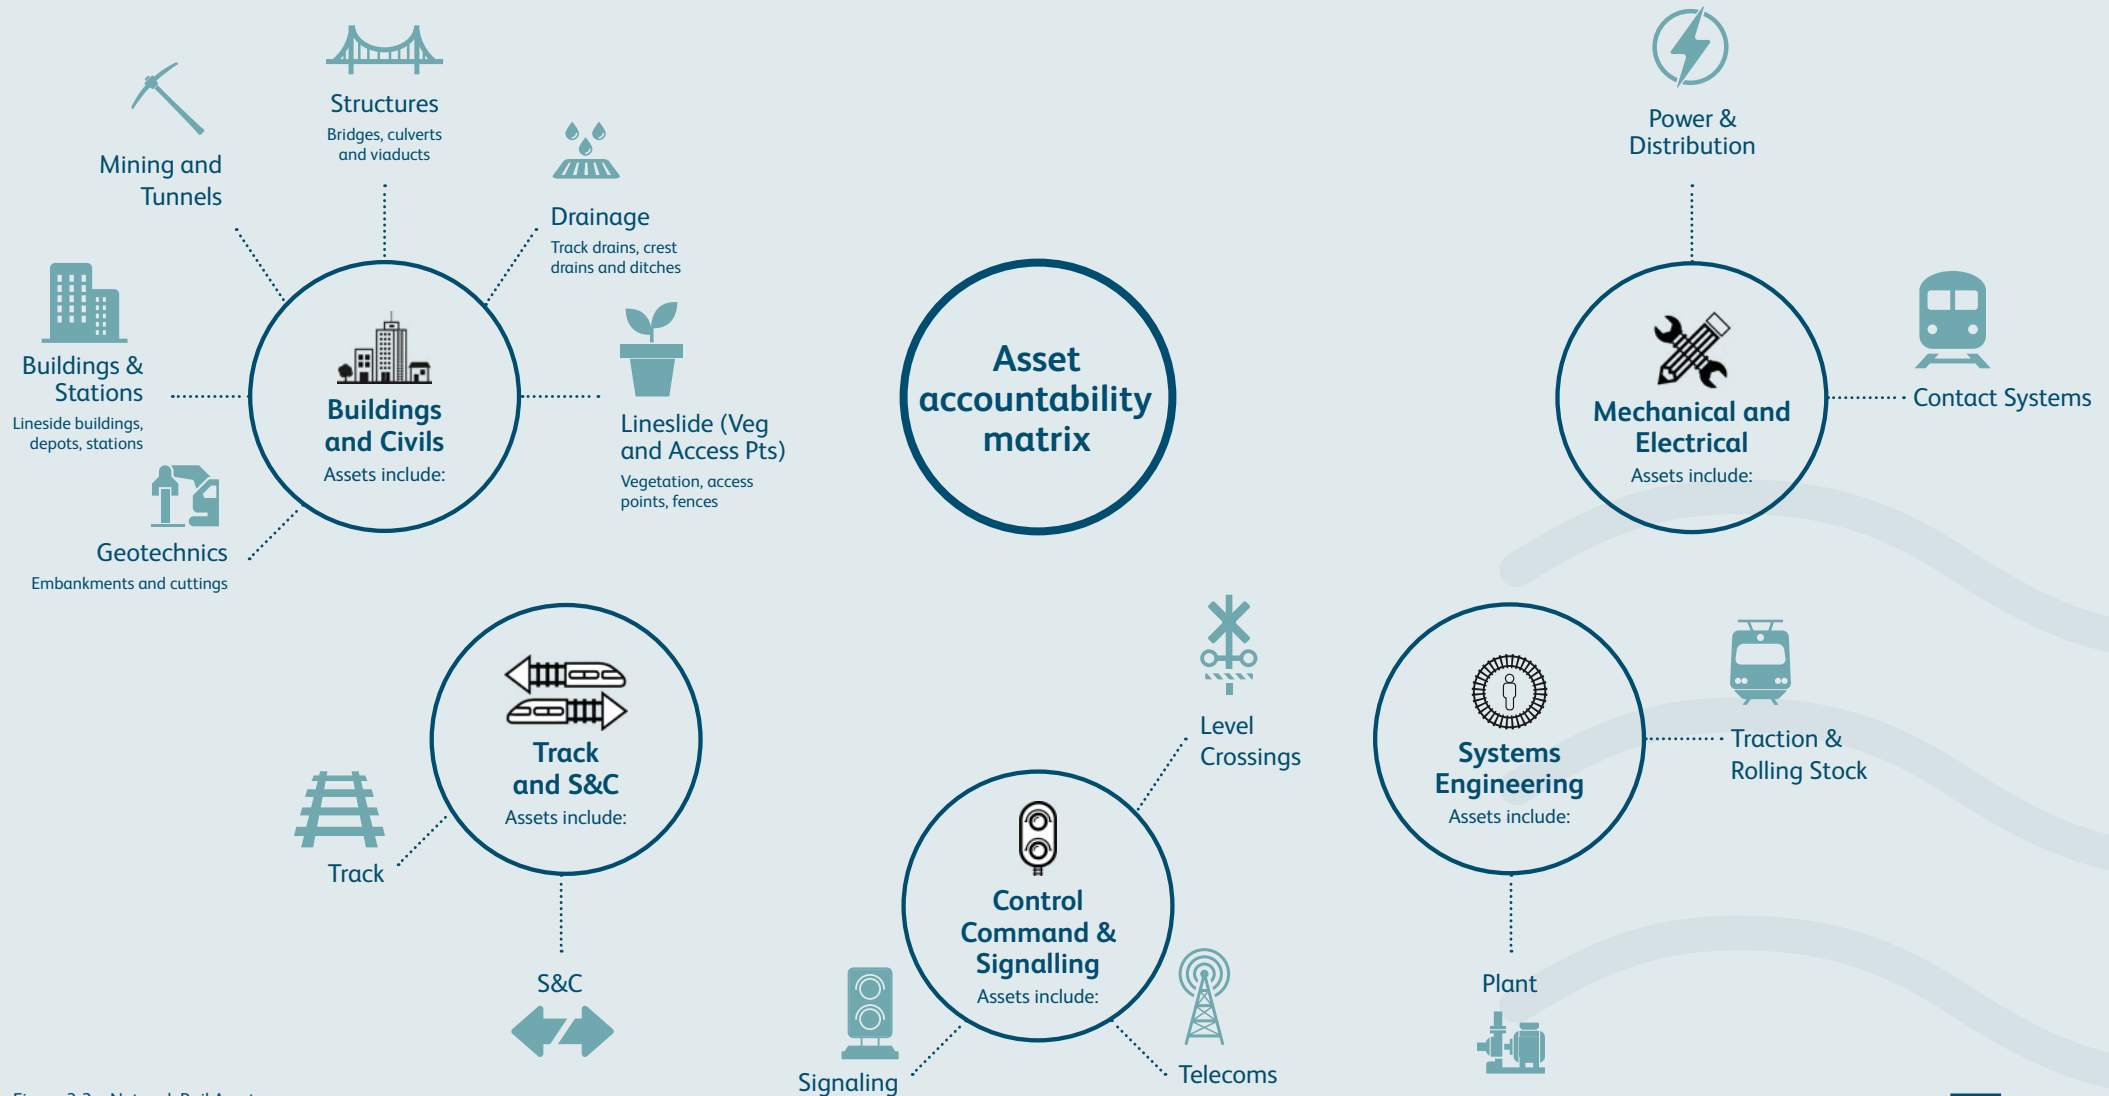 Structures
Bridges, culverts
and viaducts
Mining and
Tunnels
Drainage
Track drains, crest
drains and ditches
Buildings &
Stations
Lineside buildings,
depots, stations
Buildings
and Civils
Assets include:
Lineslide (Veg
and Access Pts)
Vegetation, access
points, fences
Geotechnics
Embankments and cuttings
Asset
accountability
matrix
Power &
Distribution
Mechanical and
Electrical
Assets include:
Contact Systems
Track
and S&C
Assets include:
Track
S&C
Level
Crossings
Control
Command &
Signalling
Assets include:
Signaling
Telecoms
Systems
Engineering
Assets include:
Traction &
Rolling Stock
Plant